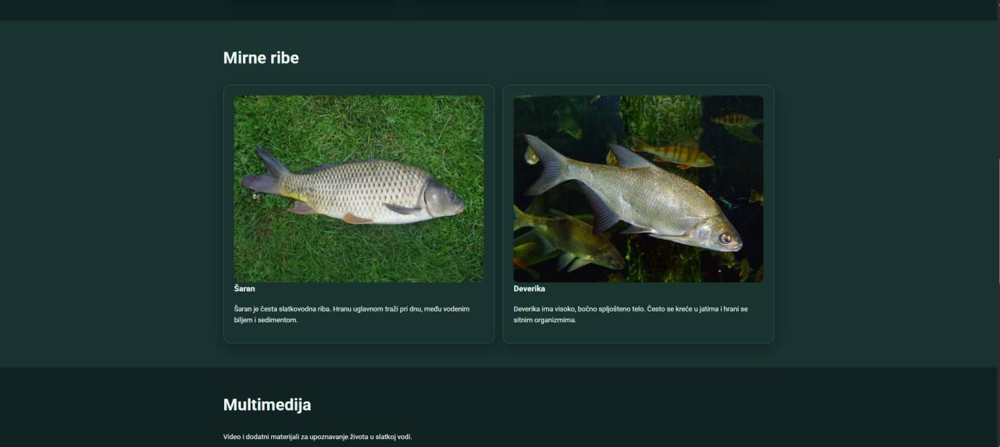 Mirne ribe
Šaran
Šaran je česta slatkovodna riba. Hranu uglavnom traži pri dnu, među vodenim
biljem i sedimentom.
Deverika
Deverika ima visoko, bočno spljošteno telo. Često se kreće u jatima i hrani se
sitnim organizmima.
Multimedija
Video i dodatni materijali za upoznavanje života u slatkoj vodi.